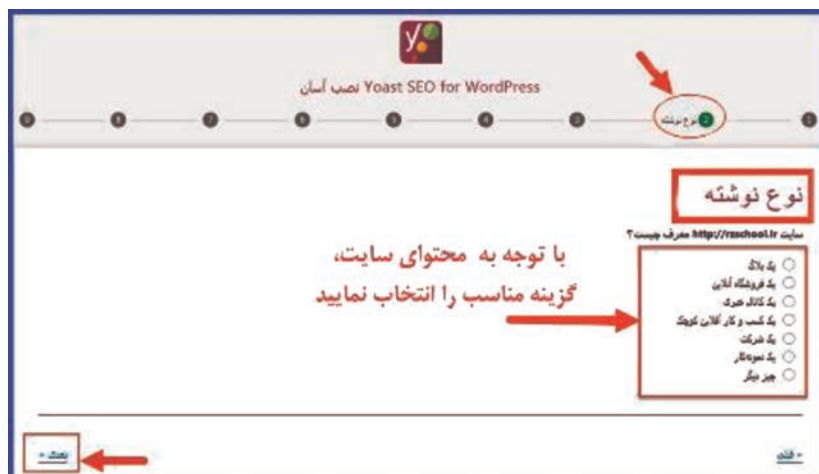 Yoast SEO for WordPress نصب آسان
2 نوع نوشته
نوع نوشته
سایت http://rzschool.ir معرف چیست؟
با توجه به محتوای سایت،
گزینه مناسب را انتخاب نمایید
یک بلاگ
یک فروشگاه آنلاین
یک کانال خبری
یک کسب و کار آفلاین کوچک
یک شرکت
یک نمونه‌کار
چیز دیگر
« قبلی
بعدی »